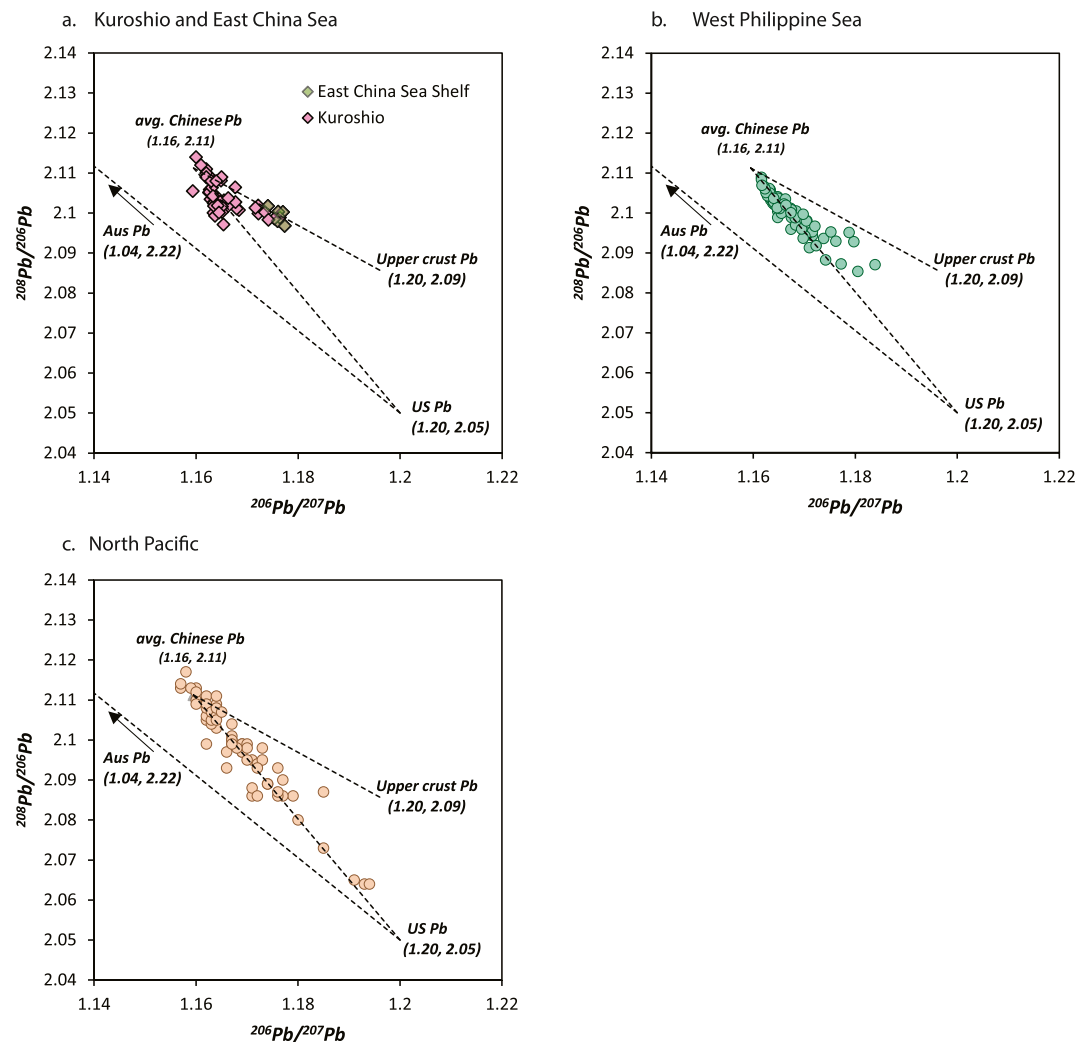 a. Kuroshio and East China Sea
2.14
2.13
2.12
2.11
2.1
2.09
2.08
2.07
2.06
2.05
2.04
208Pb/206Pb
East China Sea Shelf
Kuroshio
avg. Chinese Pb
(1.16, 2.11)
Aus Pb
(1.04, 2.22)
Upper crust Pb
(1.20, 2.09)
US Pb
(1.20, 2.05)
1.14 1.16 1.18 1.2 1.22
206Pb/207Pb
b. West Philippine Sea
2.14
2.13
2.12
2.11
2.1
2.09
2.08
2.07
2.06
2.05
2.04
208Pb/206Pb
avg. Chinese Pb
(1.16, 2.11)
Aus Pb
(1.04, 2.22)
Upper crust Pb
(1.20, 2.09)
US Pb
(1.20, 2.05)
1.14 1.16 1.18 1.2 1.22
206Pb/207Pb
c. North Pacific
2.14
2.13
2.12
2.11
2.1
2.09
2.08
2.07
2.06
2.05
2.04
208Pb/206Pb
avg. Chinese Pb
(1.16, 2.11)
Aus Pb
(1.04, 2.22)
Upper crust Pb
(1.20, 2.09)
US Pb
(1.20, 2.05)
1.14 1.16 1.18 1.2 1.22
206Pb/207Pb